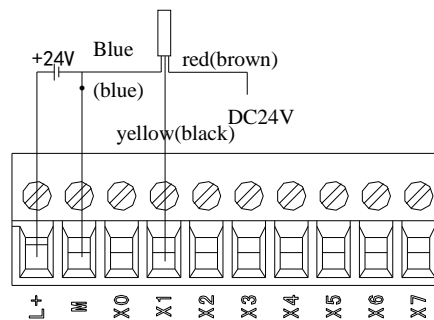 +24V
Blue
red(brown)
(blue)
DC24V
yellow(black)
L+
M
X0
X1
X2
X3
X4
X5
X6
X7